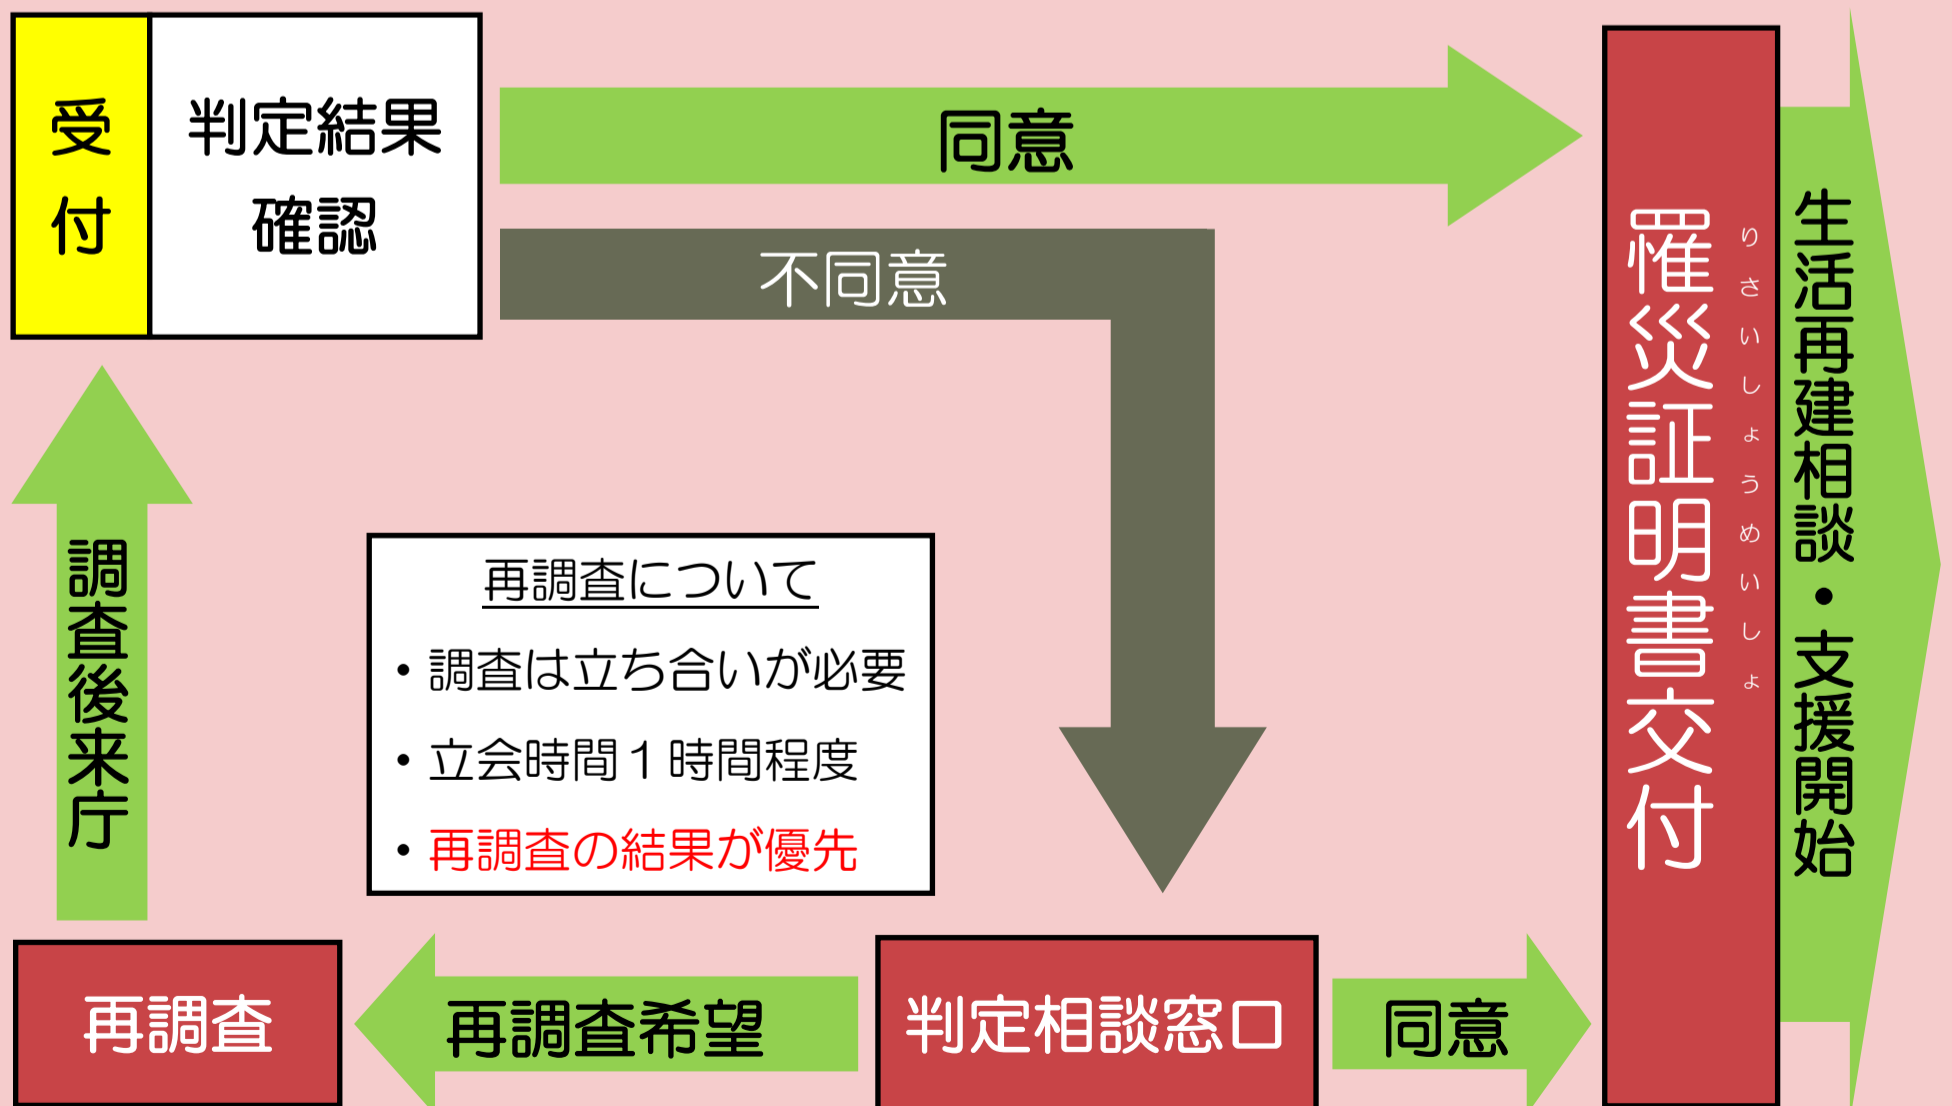 受付
判定結果
確認
同意
不同意
罹災証明書交付
りさいしょうめいしょ
生活再建相談・支援開始
調査後来庁
再調査について
・調査は立ち合いが必要
・立会時間１時間程度
・再調査の結果が優先
再調査
再調査希望
判定相談窓口
同意